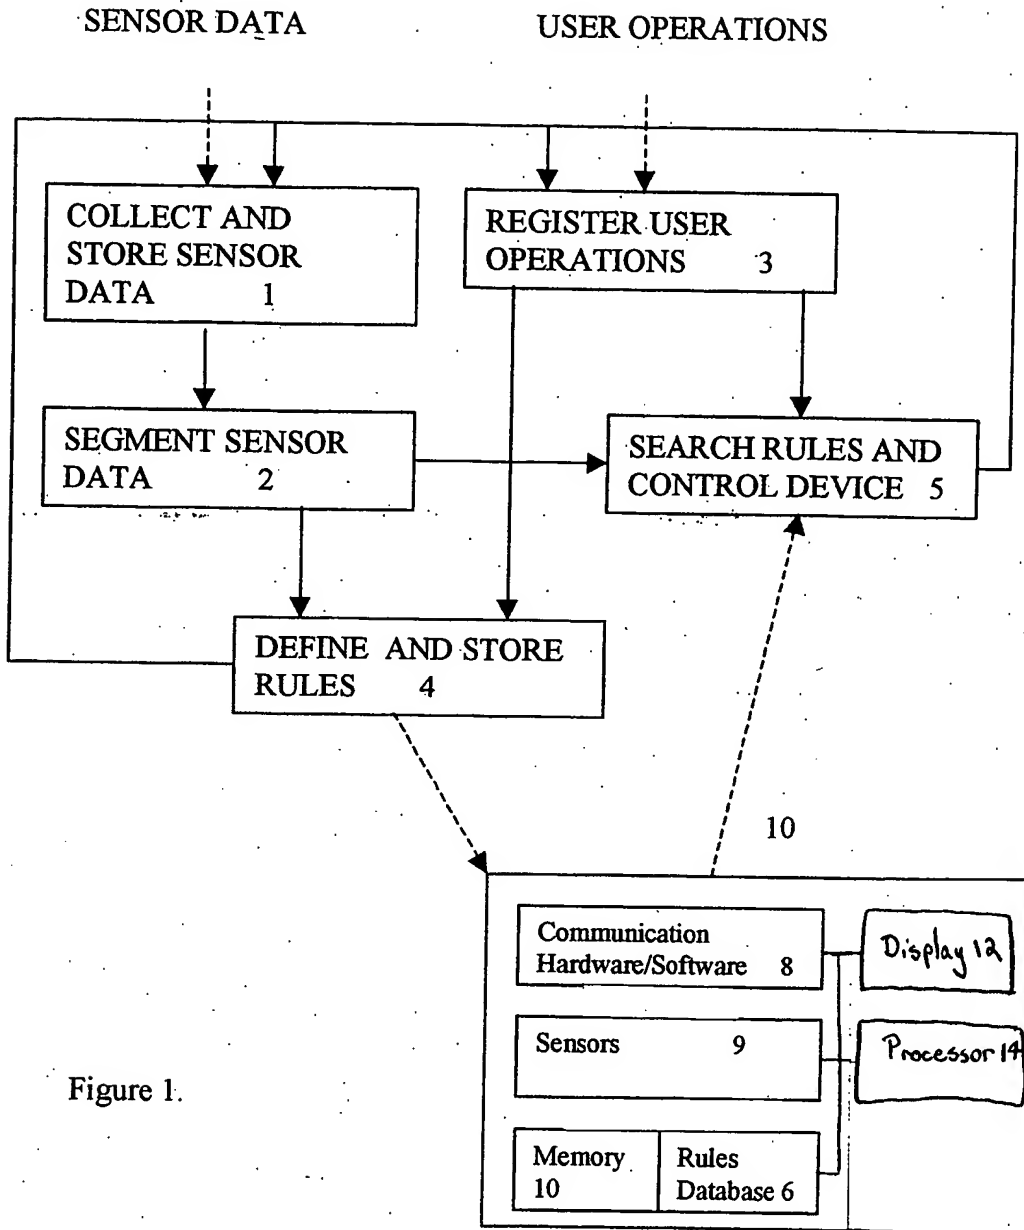 SENSOR DATA
USER OPERATIONS
COLLECT AND
STORE SENSOR
DATA 1
REGISTER USER
OPERATIONS 3
SEGMENT SENSOR
DATA 2
SEARCH RULES AND
CONTROL DEVICE 5
DEFINE AND STORE
RULES 4
10
Communication
Hardware/Software 8
Display 12
Sensors 9
Processor 14
Memory
10
Rules
Database 6
Figure 1.